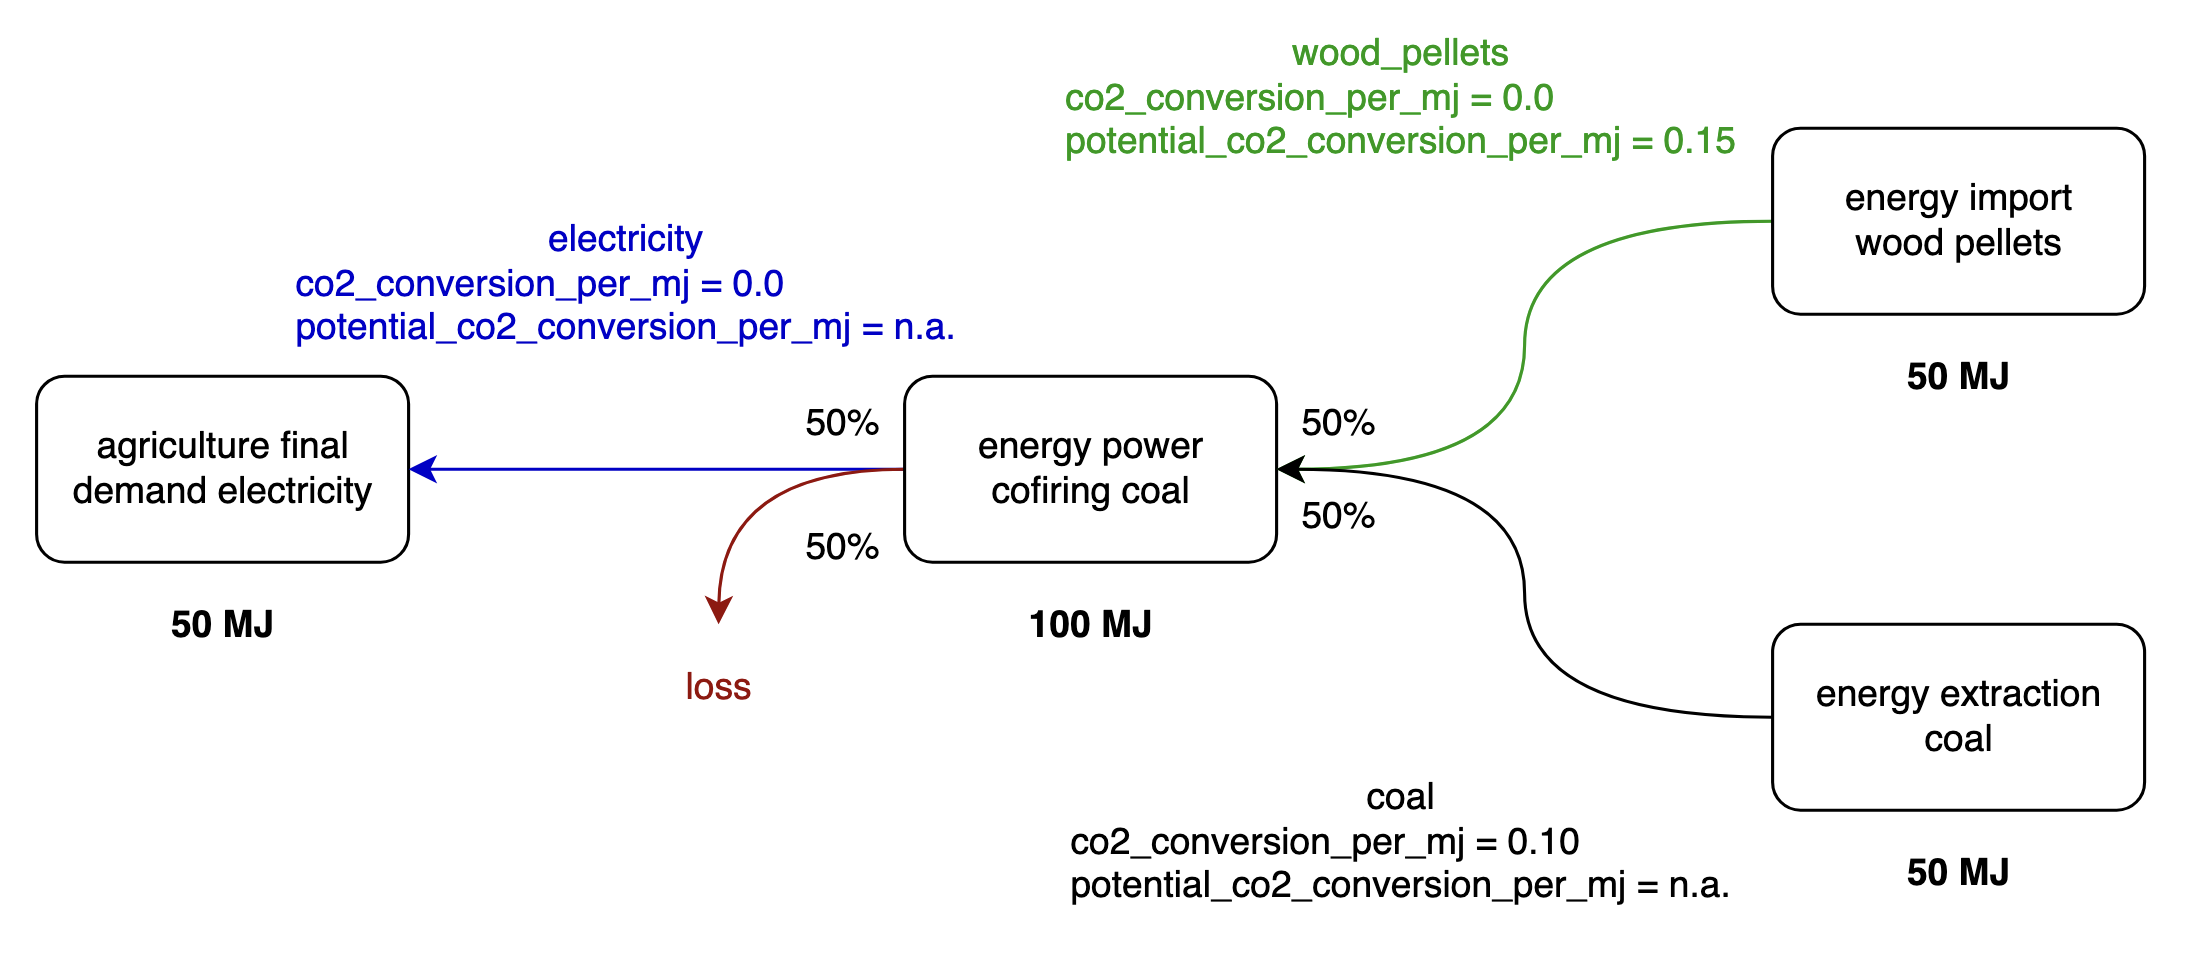 wood_pellets
co2_conversion_per_mj = 0.0
potential_co2_conversion_per_mj = 0.15
energy import
wood pellets
50 MJ
electricity
co2_conversion_per_mj = 0.0
potential_co2_conversion_per_mj = n.a.
agriculture final
demand electricity
50 MJ
50%
50%
loss
energy power
cofiring coal
100 MJ
50%
50%
energy extraction
coal
50 MJ
coal
co2_conversion_per_mj = 0.10
potential_co2_conversion_per_mj = n.a.